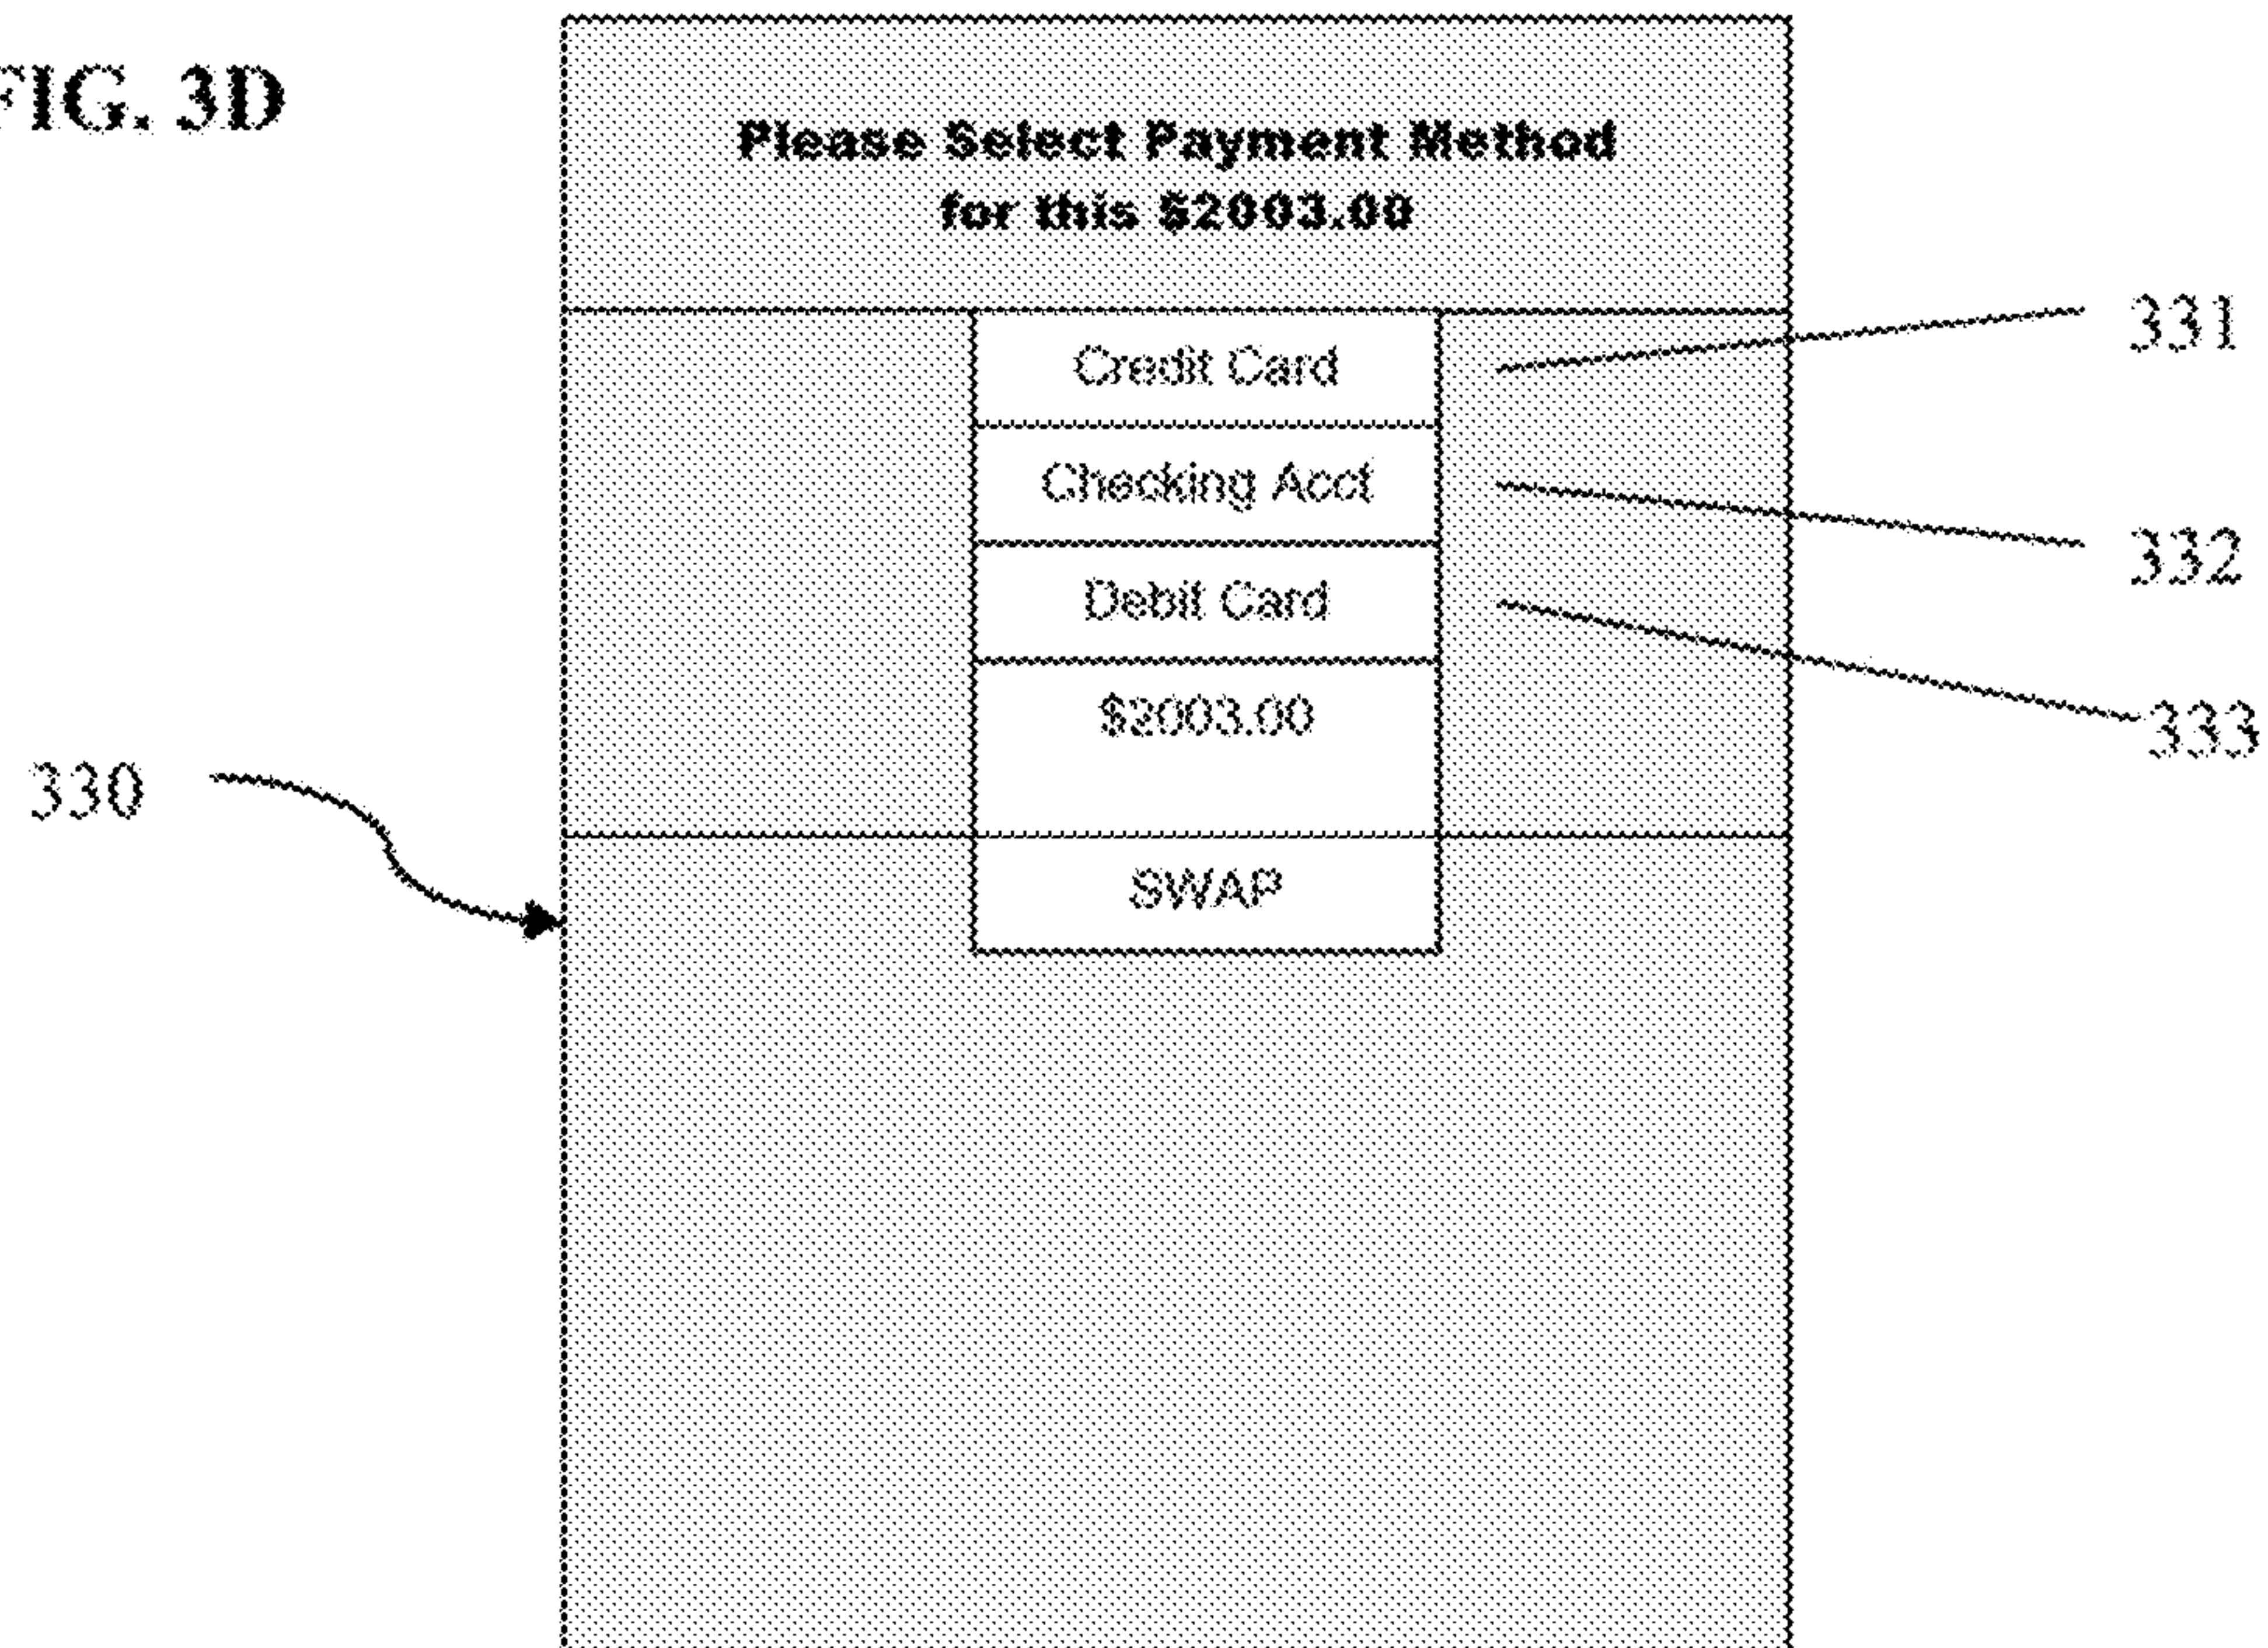 FIG. 3D
Please Select Payment Method
for this $2003.00
Credit Card
331
Checking Acct
332
Debit Card
333
$2003.00
330
SWAP